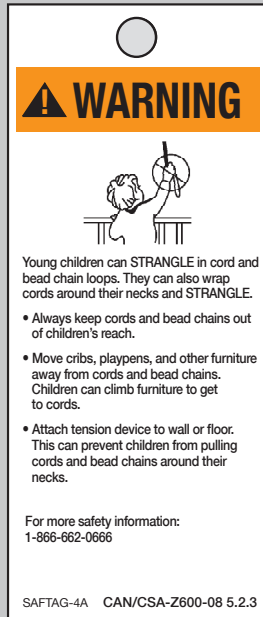 WARNING
Young children can STRANGLE in cord and
bead chain loops. They can also wrap
cords around their necks and STRANGLE.
• Always keep cords and bead chains out
of children's reach.
• Move cribs, playpens, and other furniture
away from cords and bead chains.
Children can climb furniture to get
to cords.
• Attach tension device to wall or floor.
This can prevent children from pulling
cords and bead chains around their
necks.
For more safety information:
1-866-662-0666
SAFTAG-4A CAN/CSA-Z600-08 5.2.3